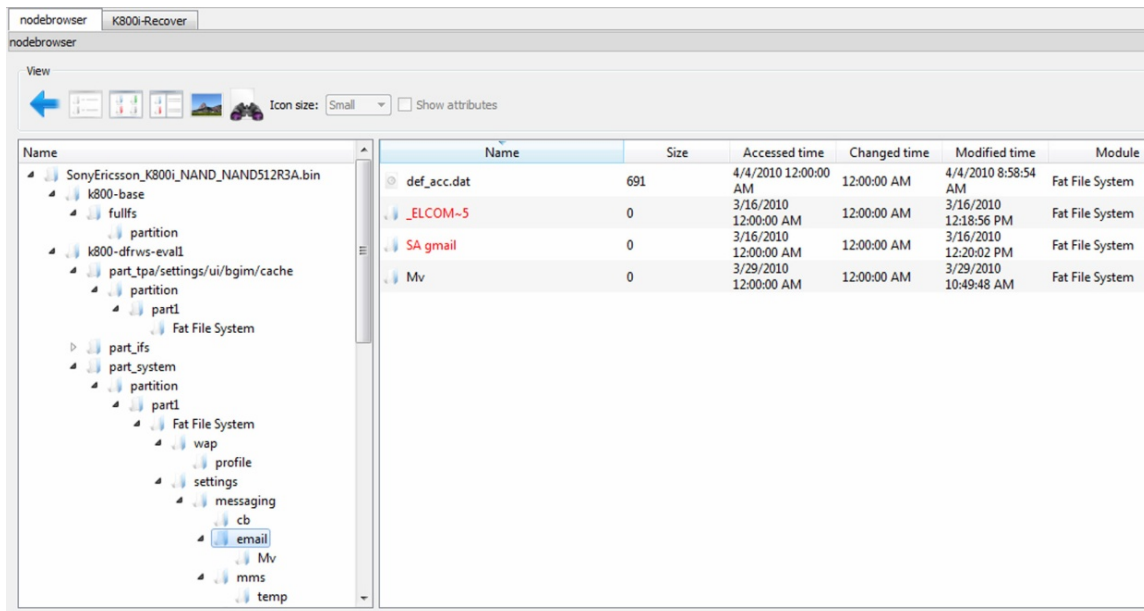 nodebrowser K800i-Recover
nodebrowser
View
Icon size: Small Show attributes
Name
SonyEricsson_K800i_NAND_NAND512R3A.bin
k800-base
fullfs
partition
k800-dfrws-eval1
part_tpa/settings/ui/bgim/cache
partition
part1
Fat File System
part_ifs
part_system
partition
part1
Fat File System
wap
profile
settings
messaging
cb
email
Mv
mms
temp
Name Size Accessed time Changed time Modified time Module
def_acc.dat 691 4/4/2010 12:00:00 AM 12:00:00 AM 4/4/2010 8:58:54 AM Fat File System
_ELCOM~5 0 3/16/2010 12:00:00 AM 12:00:00 AM 3/16/2010 12:18:56 PM Fat File System
SA gmail 0 3/16/2010 12:00:00 AM 12:00:00 AM 3/16/2010 12:20:02 PM Fat File System
Mv 0 3/29/2010 12:00:00 AM 12:00:00 AM 3/29/2010 10:49:48 AM Fat File System